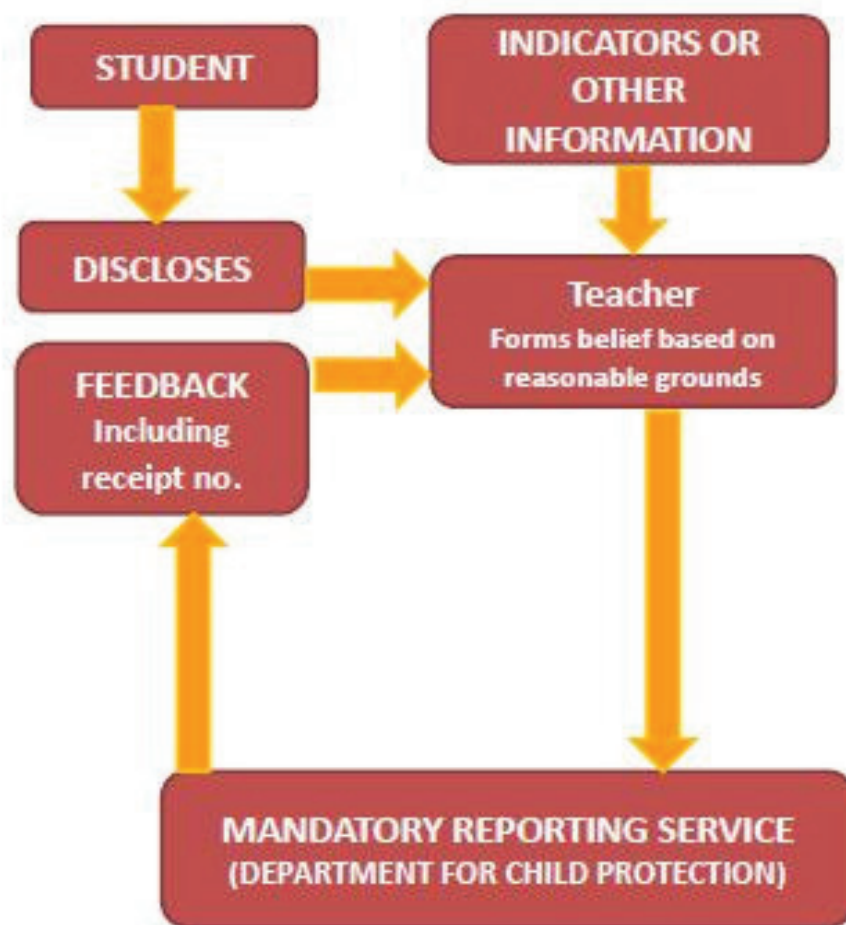 STUDENT
INDICATORS OR
OTHER
INFORMATION
DISCLOSES
Teacher
Forms belief based on
reasonable grounds
FEEDBACK
Including
receipt no.
MANDATORY REPORTING SERVICE
(DEPARTMENT FOR CHILD PROTECTION)